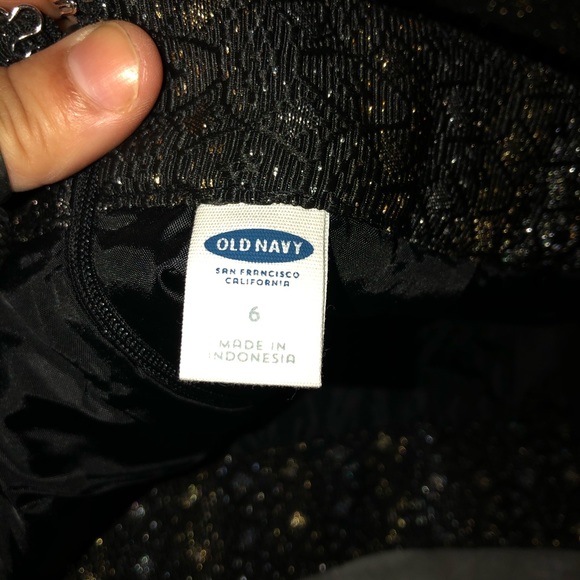 OLD NAVY
SAN FRANCISCO
CALIFORNIA
6
MADE IN
INDONESIA